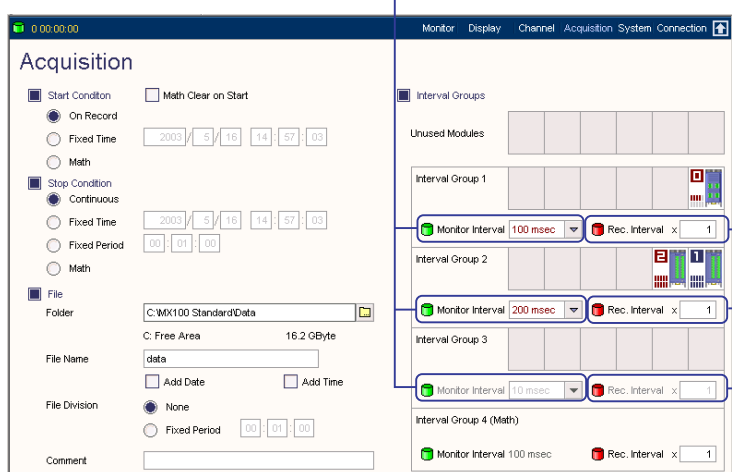 0 00:00:00 Monitor Display Channel Acquisition System Connection
Acquisition
Start Conditon Math Clear on Start
On Record
Fixed Time 2003 / 5 / 16 14 : 57 : 03
Math
Stop Condition
Continuous
Fixed Time 2003 / 5 / 16 14 : 57 : 03
Fixed Period 00 : 01 : 00
Math
File
Folder C:\MX100 Standard\Data
C: Free Area 16.2 GByte
File Name data
Add Date Add Time
File Division None
Fixed Period 00 : 01 : 00
Comment
Interval Groups
Unused Modules
Interval Group 1
0
Monitor Interval 100 msec Rec. Interval x 1
Interval Group 2
2 1
Monitor Interval 200 msec Rec. Interval x 1
Interval Group 3
Monitor Interval 10 msec Rec. Interval x 1
Interval Group 4 (Math)
Monitor Interval 100 msec Rec. Interval x 1